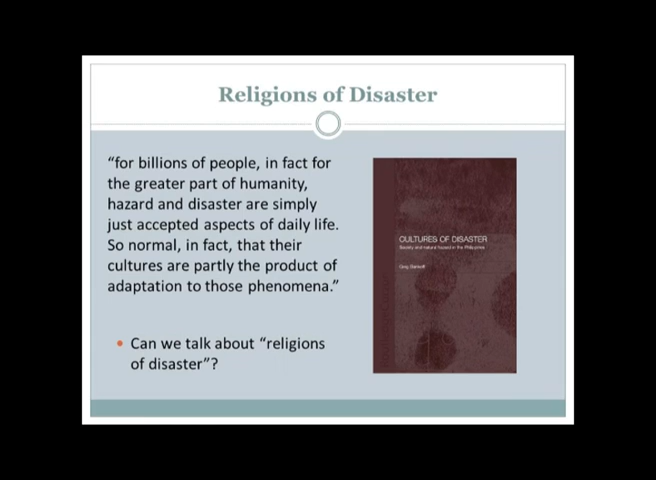 Religions of Disaster
“for billions of people, in fact for
the greater part of humanity,
hazard and disaster are simply
just accepted aspects of daily life.
So normal, in fact, that their
cultures are partly the product of
adaptation to those phenomena.”
• Can we talk about “religions
of disaster”?
CULTURES OF DISASTER
Society and natural hazard in the Philippines
Greg Bankoff